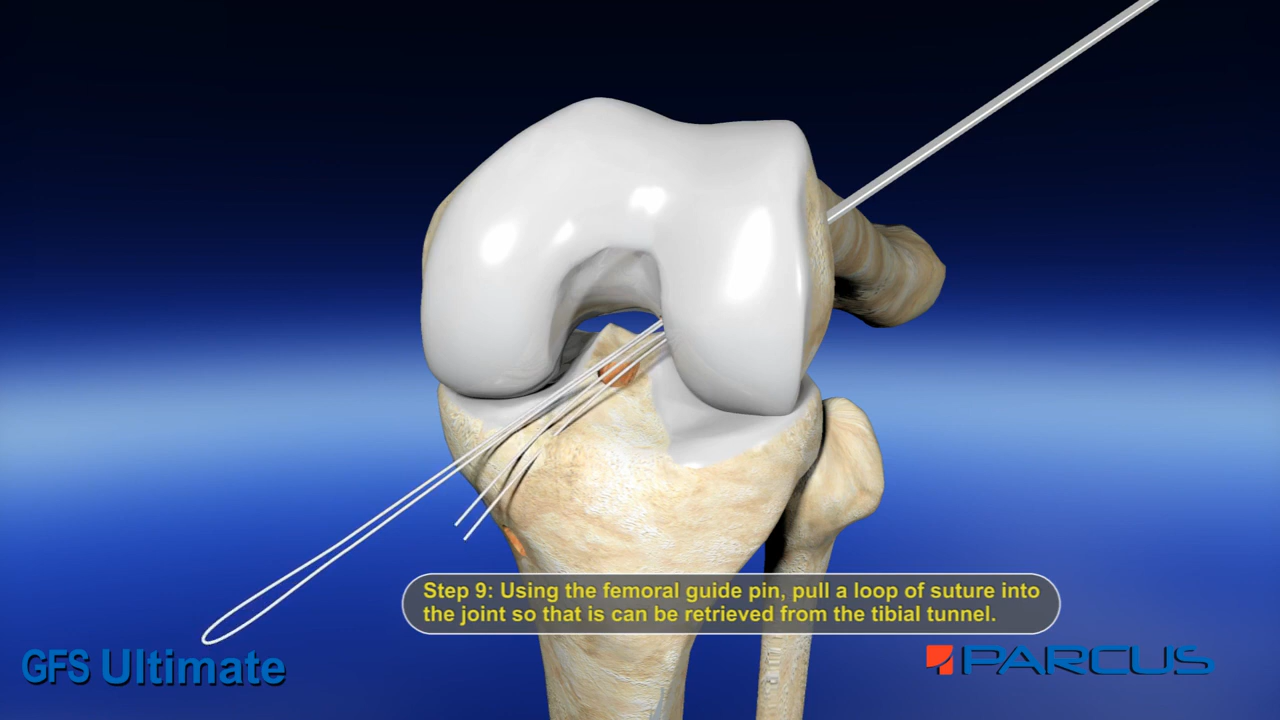 Step 9: Using the femoral guide pin, pull a loop of suture into
the joint so that is can be retrieved from the tibial tunnel.
GFS Ultimate
PARCUS